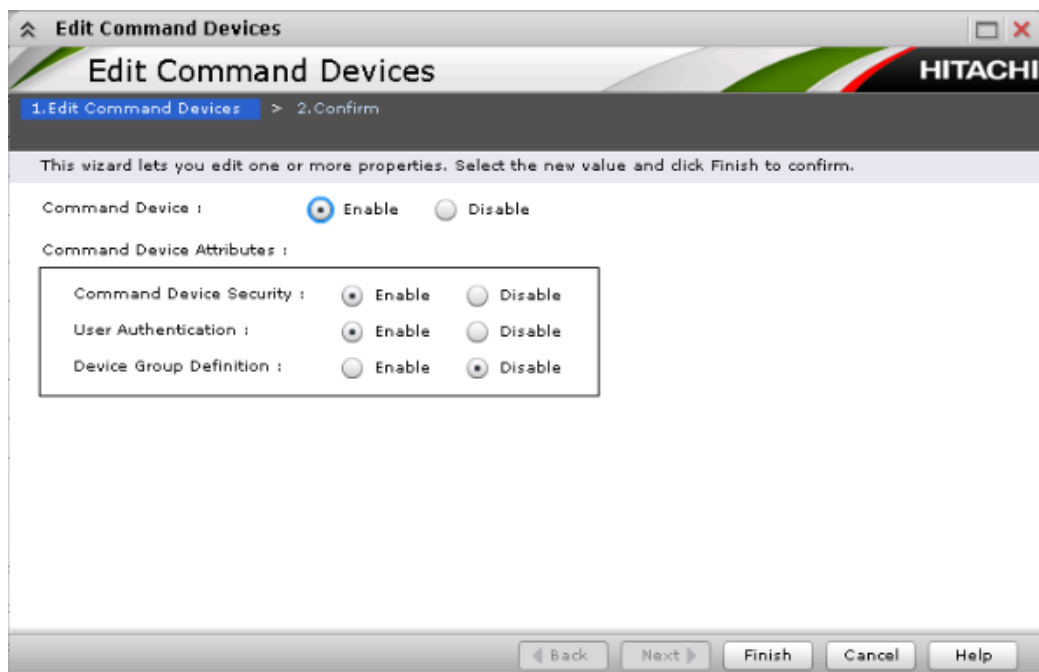 Edit Command Devices
Edit Command Devices
HITACHI
1.Edit Command Devices > 2.Confirm
This wizard lets you edit one or more properties. Select the new value and click Finish to confirm.
Command Device : Enable Disable
Command Device Attributes :
Command Device Security : Enable Disable
User Authentication : Enable Disable
Device Group Definition : Enable Disable
Back Next Finish Cancel Help